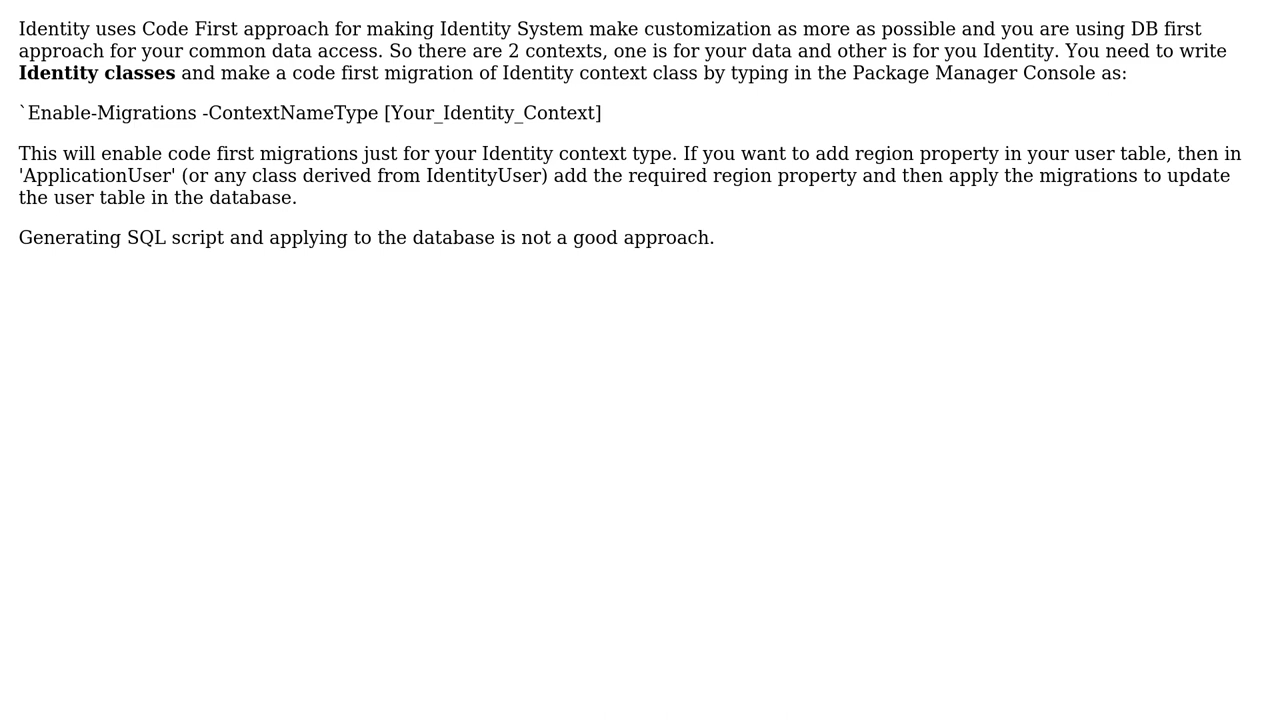 Identity uses Code First approach for making Identity System make customization as more as possible and you are using DB first
approach for your common data access. So there are 2 contexts, one is for your data and other is for you Identity. You need to write
Identity classes and make a code first migration of Identity context class by typing in the Package Manager Console as:
`Enable-Migrations -ContextNameType [Your_Identity_Context]
This will enable code first migrations just for your Identity context type. If you want to add region property in your user table, then in
'ApplicationUser' (or any class derived from IdentityUser) add the required region property and then apply the migrations to update
the user table in the database.
Generating SQL script and applying to the database is not a good approach.